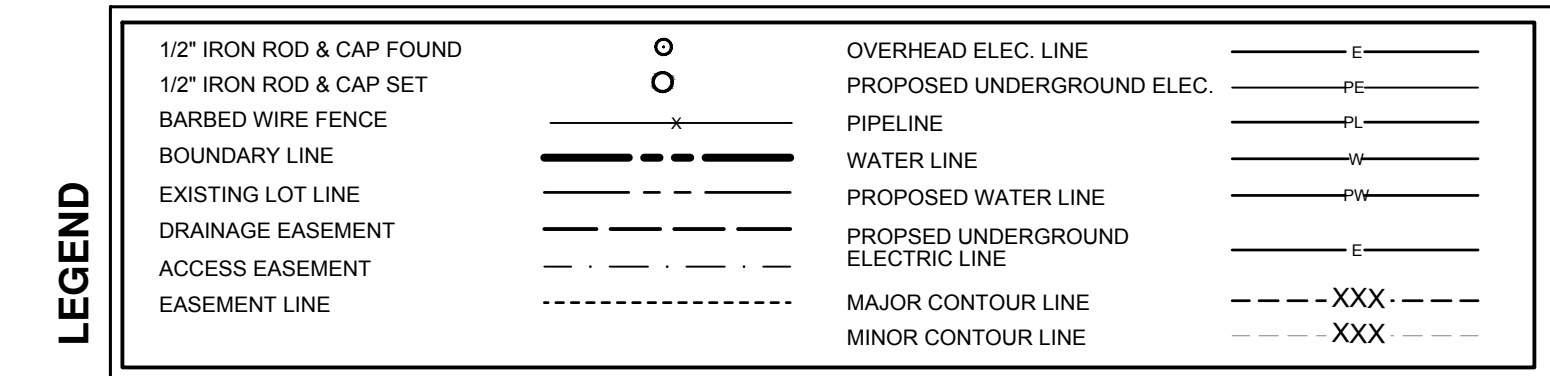 LEGEND
1/2" IRON ROD & CAP FOUND
1/2" IRON ROD & CAP SET
BARBED WIRE FENCE X
BOUNDARY LINE
EXISTING LOT LINE
DRAINAGE EASEMENT
ACCESS EASEMENT
EASEMENT LINE
OVERHEAD ELEC. LINE E
PROPOSED UNDERGROUND ELEC. PE
PIPELINE PL
WATER LINE W
PROPOSED WATER LINE PW
PROPSED UNDERGROUND
ELECTRIC LINE E
MAJOR CONTOUR LINE XXX
MINOR CONTOUR LINE XXX